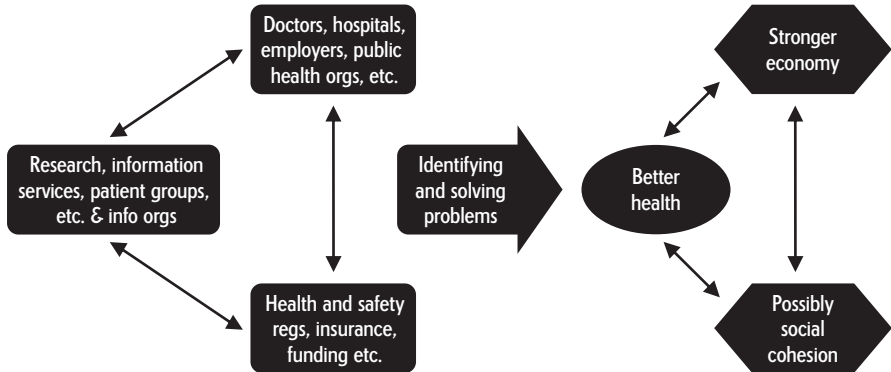 Doctors, hospitals,
employers, public
health orgs, etc.
Stronger
economy
Research, information
services, patient groups,
etc. & info orgs
Identifying
and solving
problems
Better
health
Health and safety
regs, insurance,
funding etc.
Possibly
social
cohesion